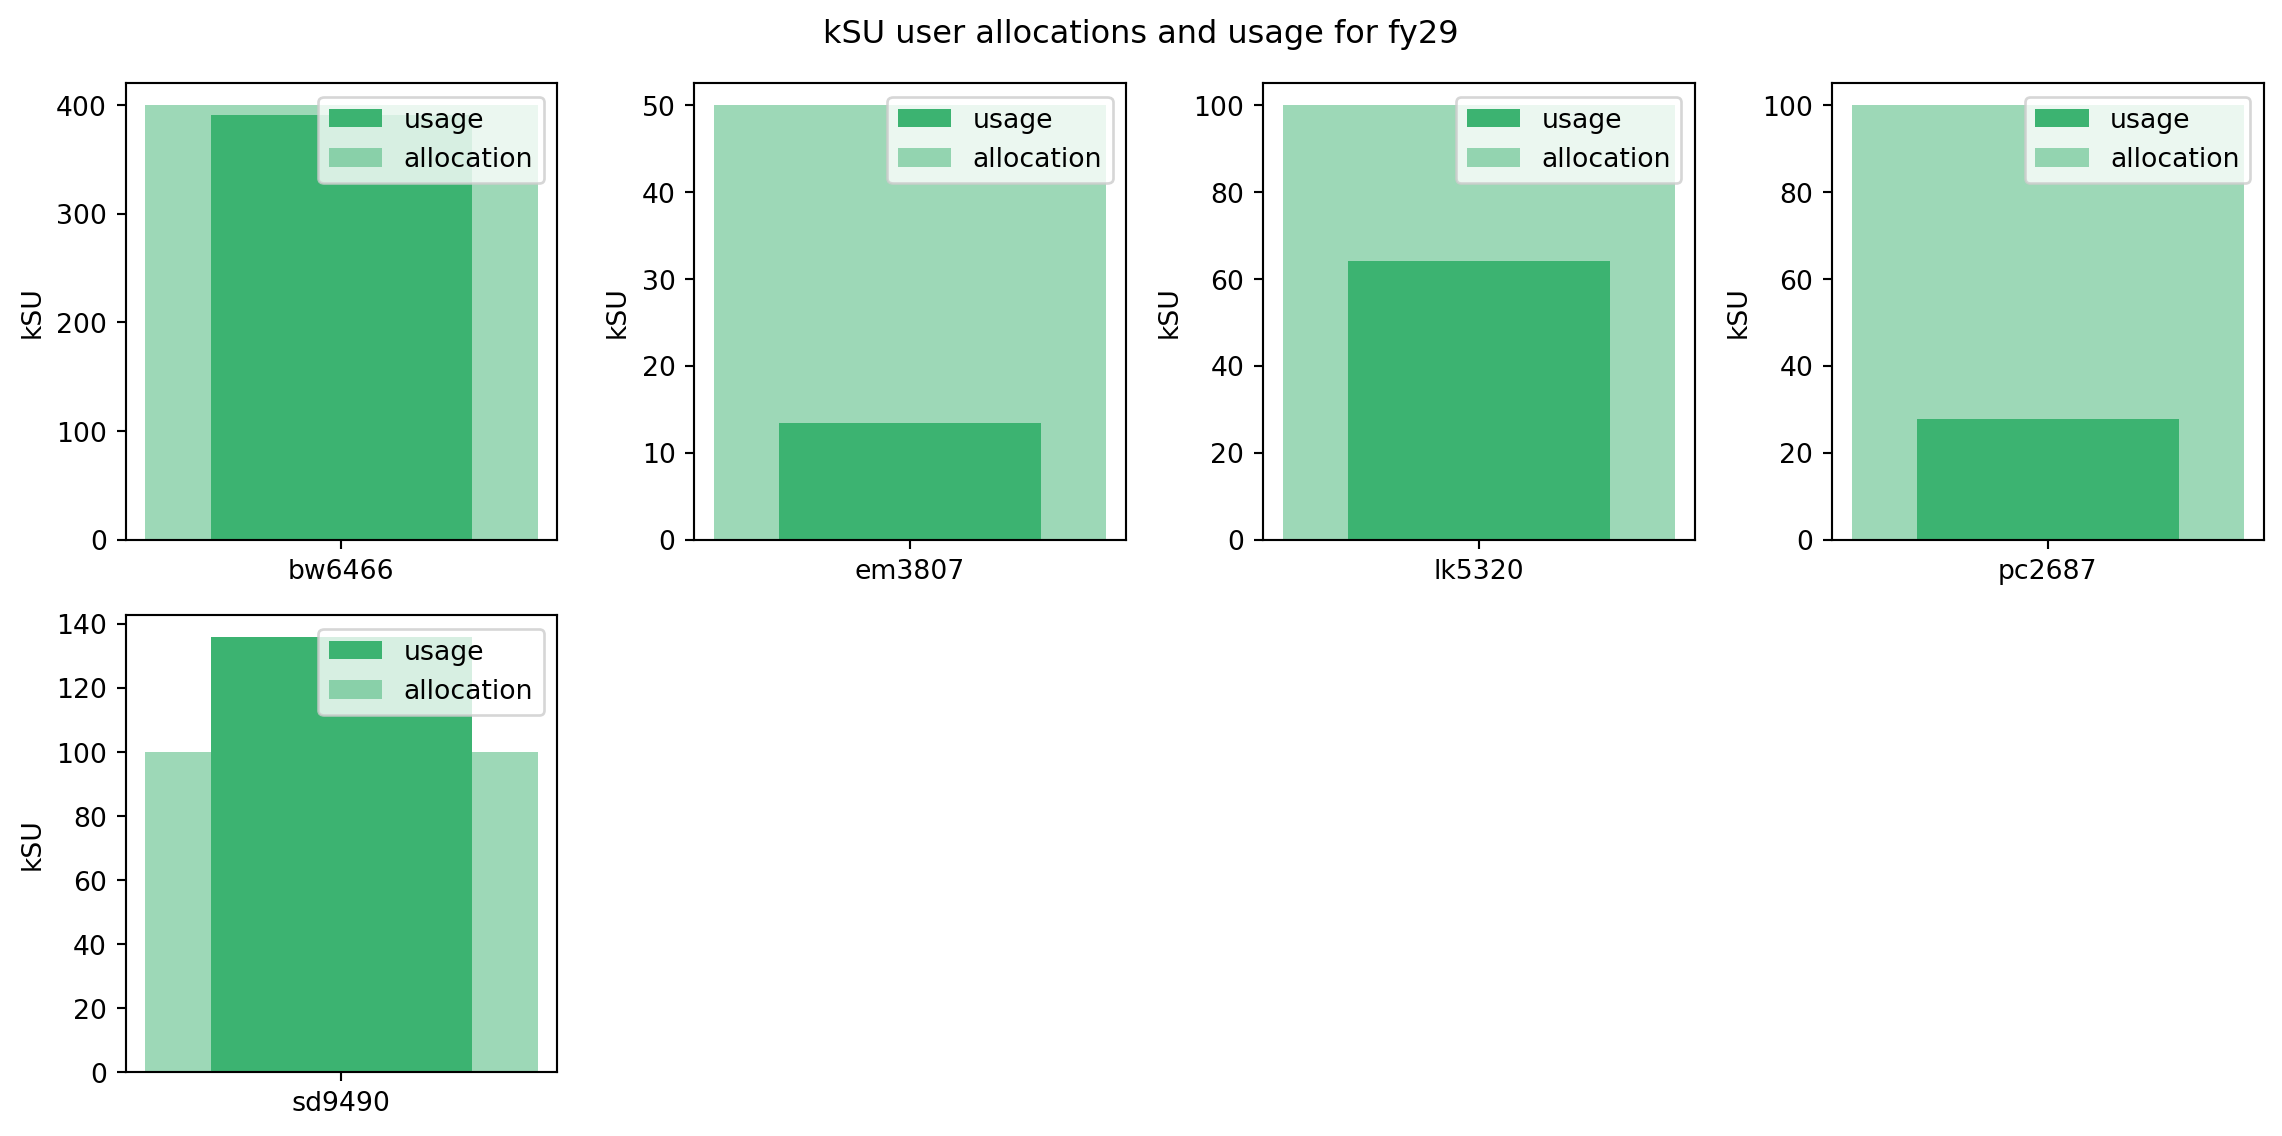 kSU user allocations and usage for fy29
400
300
200
100
0
kSU
usage
allocation
bw6466
50
40
30
20
10
0
kSU
usage
allocation
em3807
100
80
60
40
20
0
kSU
usage
allocation
lk5320
100
80
60
40
20
0
kSU
usage
allocation
pc2687
140
120
100
80
60
40
20
0
kSU
usage
allocation
sd9490